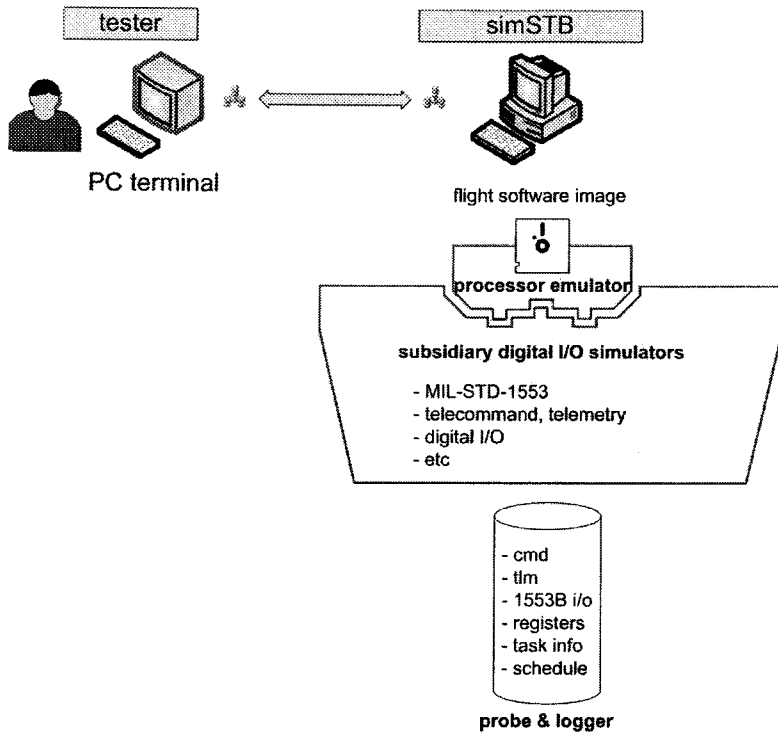 tester
simSTB
PC terminal
flight software image
processor emulator
subsidiary digital I/O simulators
- MIL-STD-1553
- telecommand, telemetry
- digital I/O
- etc
- cmd
- tlm
- 1553B i/o
- registers
- task info
- schedule
probe & logger